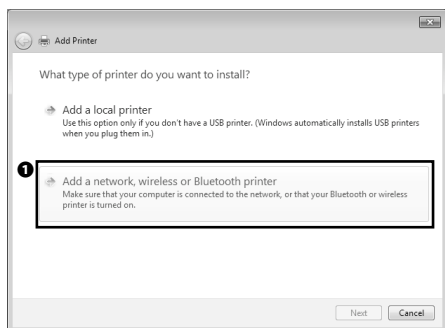 Add Printer
What type of printer do you want to install?
Add a local printer
Use this option only if you don't have a USB printer. (Windows automatically installs USB printers
when you plug them in.)
1
Add a network, wireless or Bluetooth printer
Make sure that your computer is connected to the network, or that your Bluetooth or wireless
printer is turned on.
Next Cancel